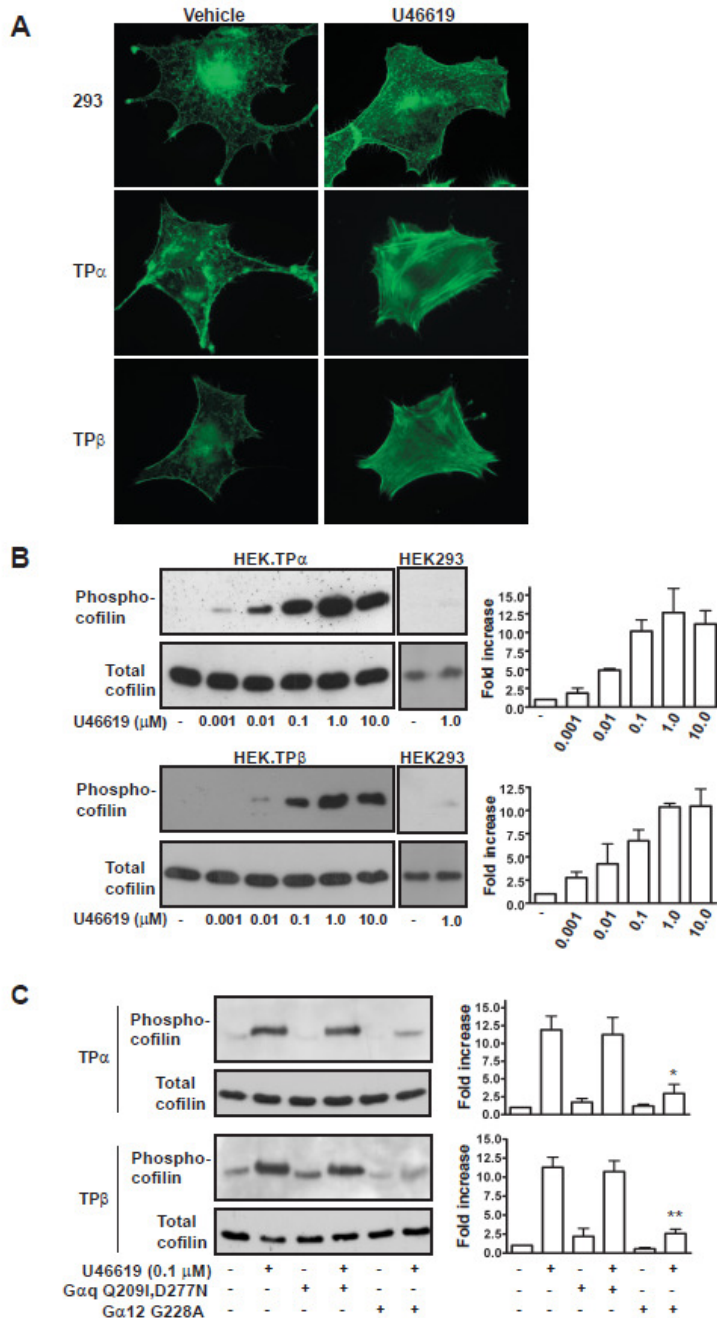 A
Vehicle U46619
293
TPα
TPβ
B
HEK.TPα HEK293
Phospho-
cofilin
Total
cofilin
U46619 (μM) - 0.001 0.01 0.1 1.0 10.0 - 1.0
Fold increase
15.0
12.5
10.0
7.5
5.0
2.5
0.0
- 0.001 0.01 0.1 1.0 10.0
HEK.TPβ HEK293
Phospho-
cofilin
Total
cofilin
U46619 (μM) - 0.001 0.01 0.1 1.0 10.0 - 1.0
Fold increase
12.5
10.0
7.5
5.0
2.5
0.0
- 0.001 0.01 0.1 1.0 10.0
C
TPα
Phospho-
cofilin
Total
cofilin
Fold increase
15.0
12.5
10.0
7.5
5.0
2.5
0.0
*
TPβ
Phospho-
cofilin
Total
cofilin
Fold increase
15.0
12.5
10.0
7.5
5.0
2.5
0.0
**
U46619 (0.1 μM) - + - + - + - + - + - +
Gαq Q209I,D277N - - + + - - - - + + - -
Gα12 G228A - - - - + + - - - - + +